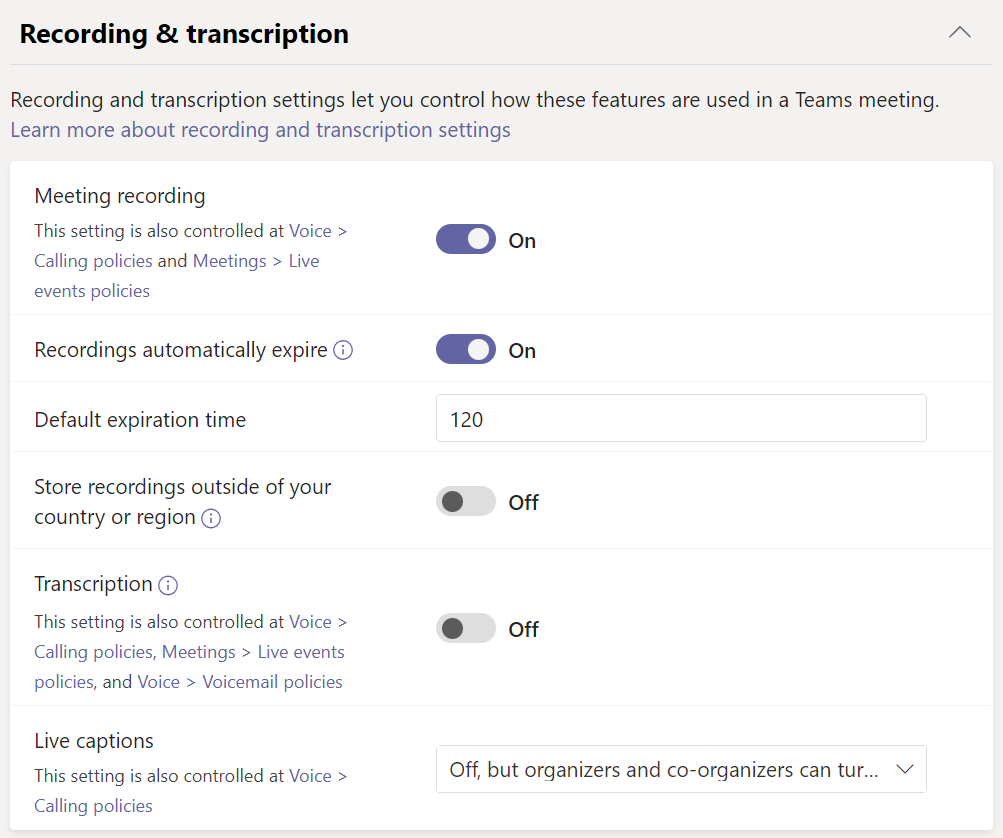 Recording & transcription
Recording and transcription settings let you control how these features are used in a Teams meeting.
Learn more about recording and transcription settings
Meeting recording
This setting is also controlled at Voice >
Calling policies and Meetings > Live
events policies
On
Recordings automatically expire
On
Default expiration time
120
Store recordings outside of your
country or region
Off
Transcription
This setting is also controlled at Voice >
Calling policies, Meetings > Live events
policies, and Voice > Voicemail policies
Off
Live captions
This setting is also controlled at Voice >
Calling policies
Off, but organizers and co-organizers can tur...